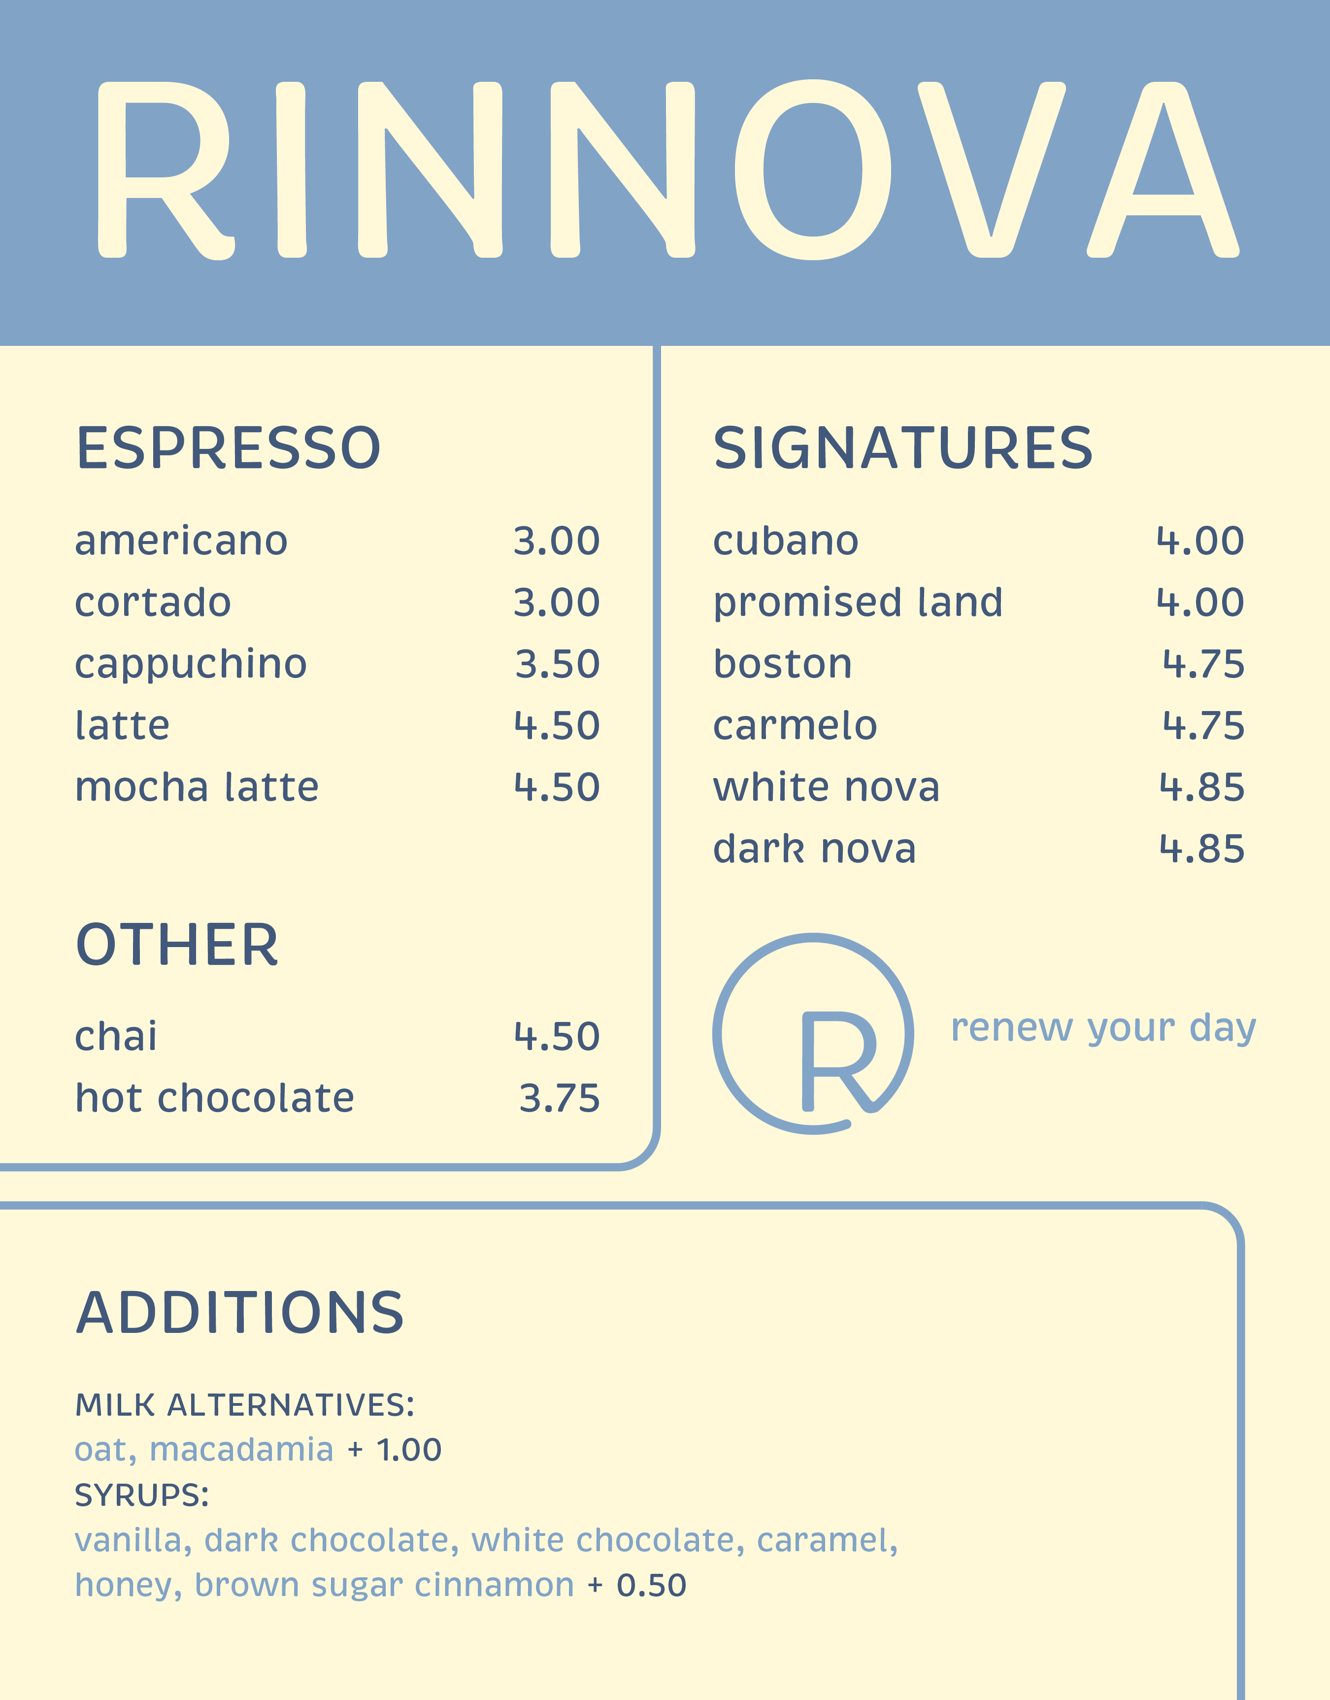 RINNOVA
ESPRESSO
americano 3.00
cortado 3.00
cappuchino 3.50
latte 4.50
mocha latte 4.50
OTHER
chai 4.50
hot chocolate 3.75
SIGNATURES
cubano 4.00
promised land 4.00
boston 4.75
carmelo 4.75
white nova 4.85
dark nova 4.85
R
renew your day
ADDITIONS
MILK ALTERNATIVES:
oat, macadamia + 1.00
SYRUPS:
vanilla, dark chocolate, white chocolate, caramel,
honey, brown sugar cinnamon + 0.50